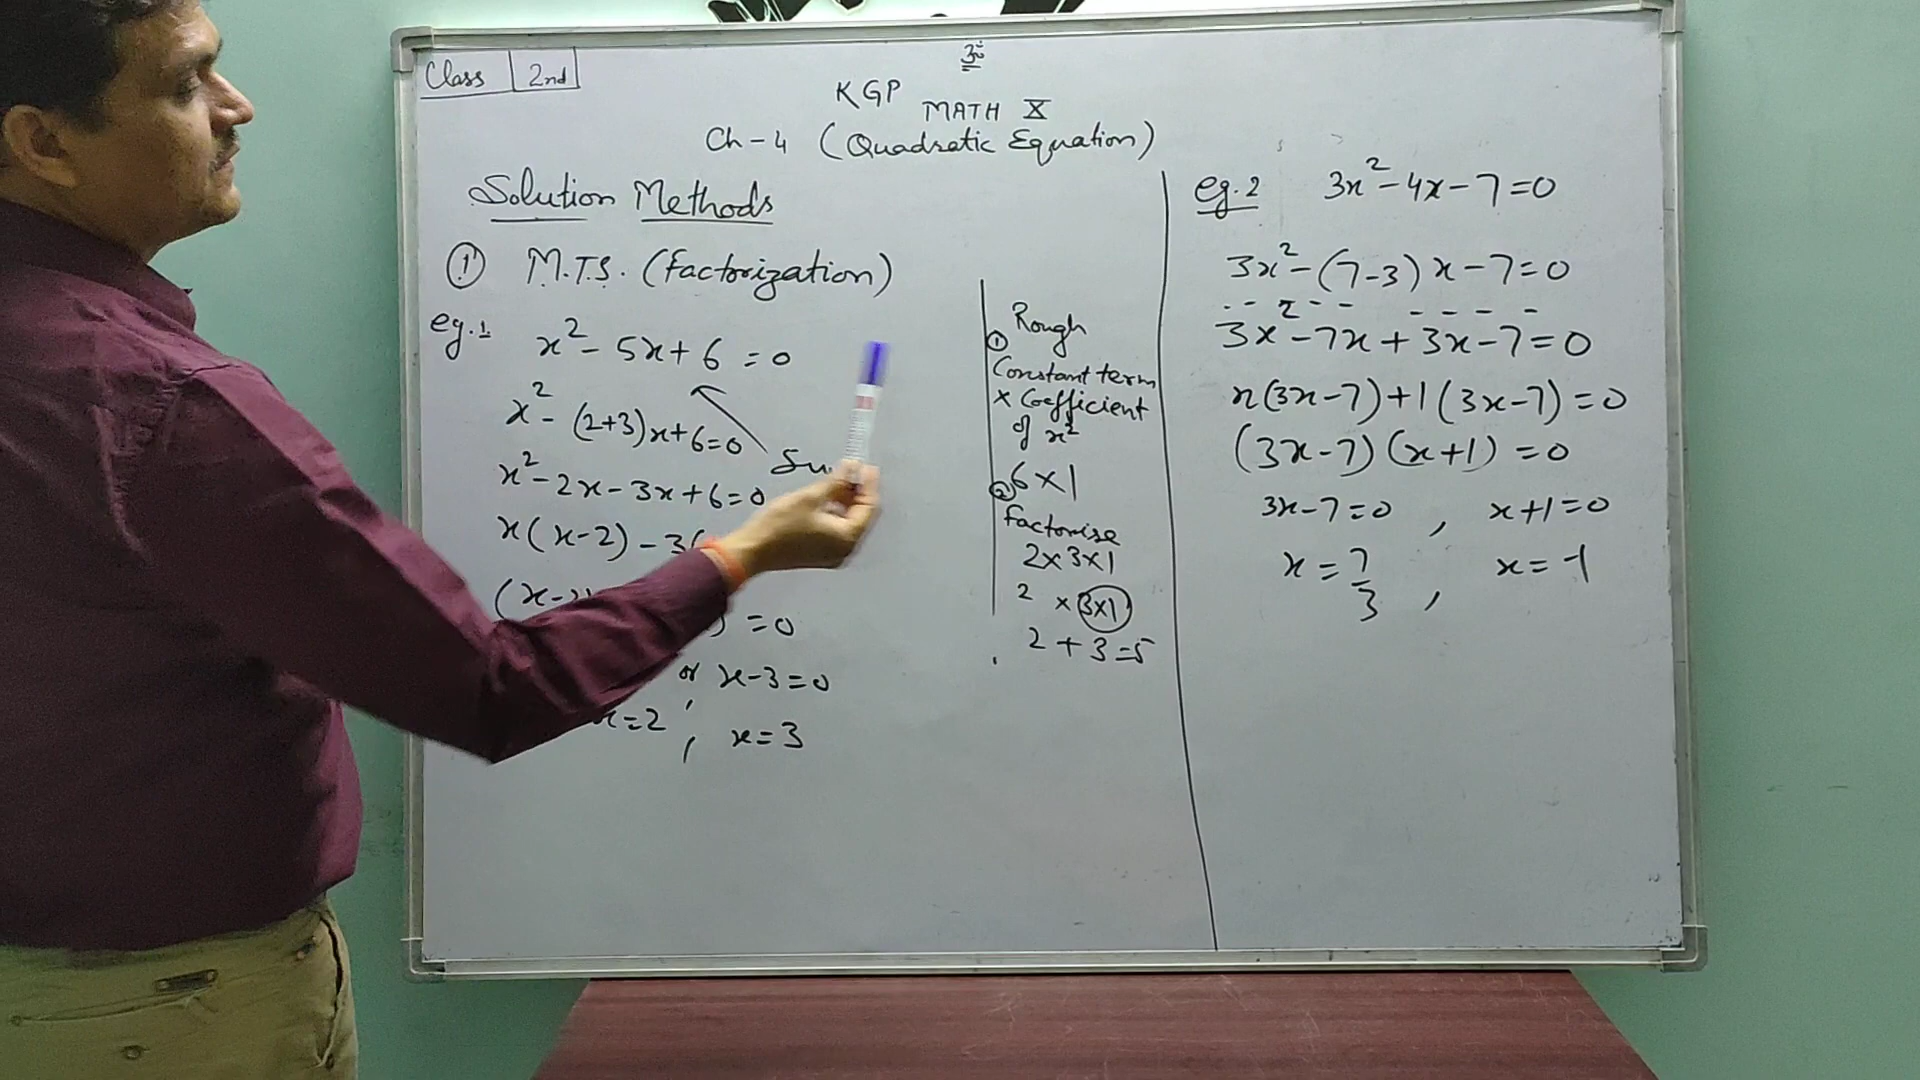 ॐ
Class 2nd
KGP
MATH X
Ch-4 (Quadratic Equation)
Solution Methods
① M.T.S. (Factorization)
eg.1
x² - 5x + 6 = 0
x² - (2+3)x + 6 = 0
x² - 2x - 3x + 6 = 0
x(x-2) - 3(
(x-2)
) = 0
or x-3=0
x=2 , x=3
Rough
①
Constant term
× Coefficient
of x²
6×1
②
factorise
2×3×1
2 × 3×1
2 + 3 = 5
eg.2 3x² - 4x - 7 = 0
3x² - (7-3)x - 7 = 0
3x² - 7x + 3x - 7 = 0
x(3x-7) + 1(3x-7) = 0
(3x-7)(x+1) = 0
3x-7=0 , x+1=0
x = 7/3 , x = -1